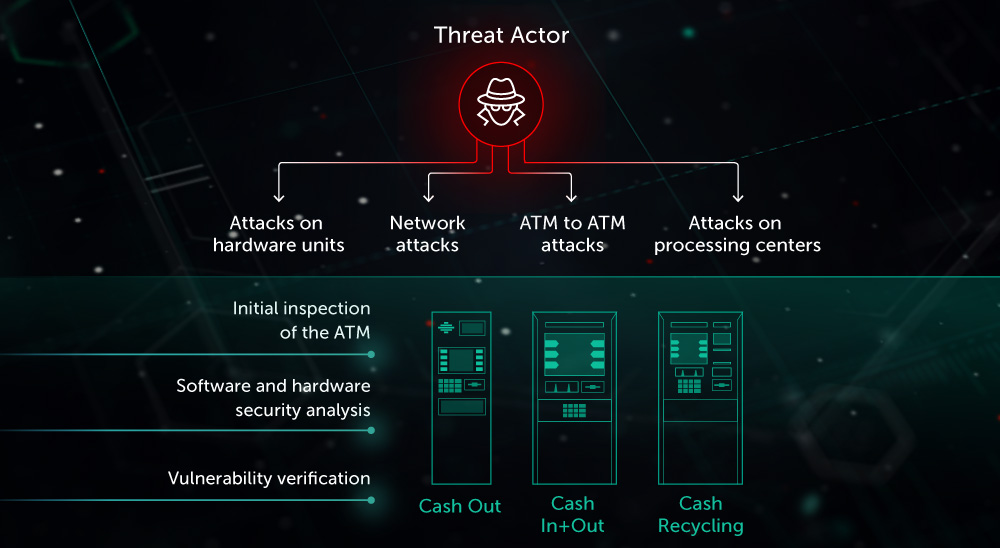 Threat Actor
Attacks on
hardware units
Network
attacks
ATM to ATM
attacks
Attacks on
processing centers
Initial inspection
of the ATM
Software and hardware
security analysis
Vulnerability verification
Cash Out
Cash
In+Out
Cash
Recycling